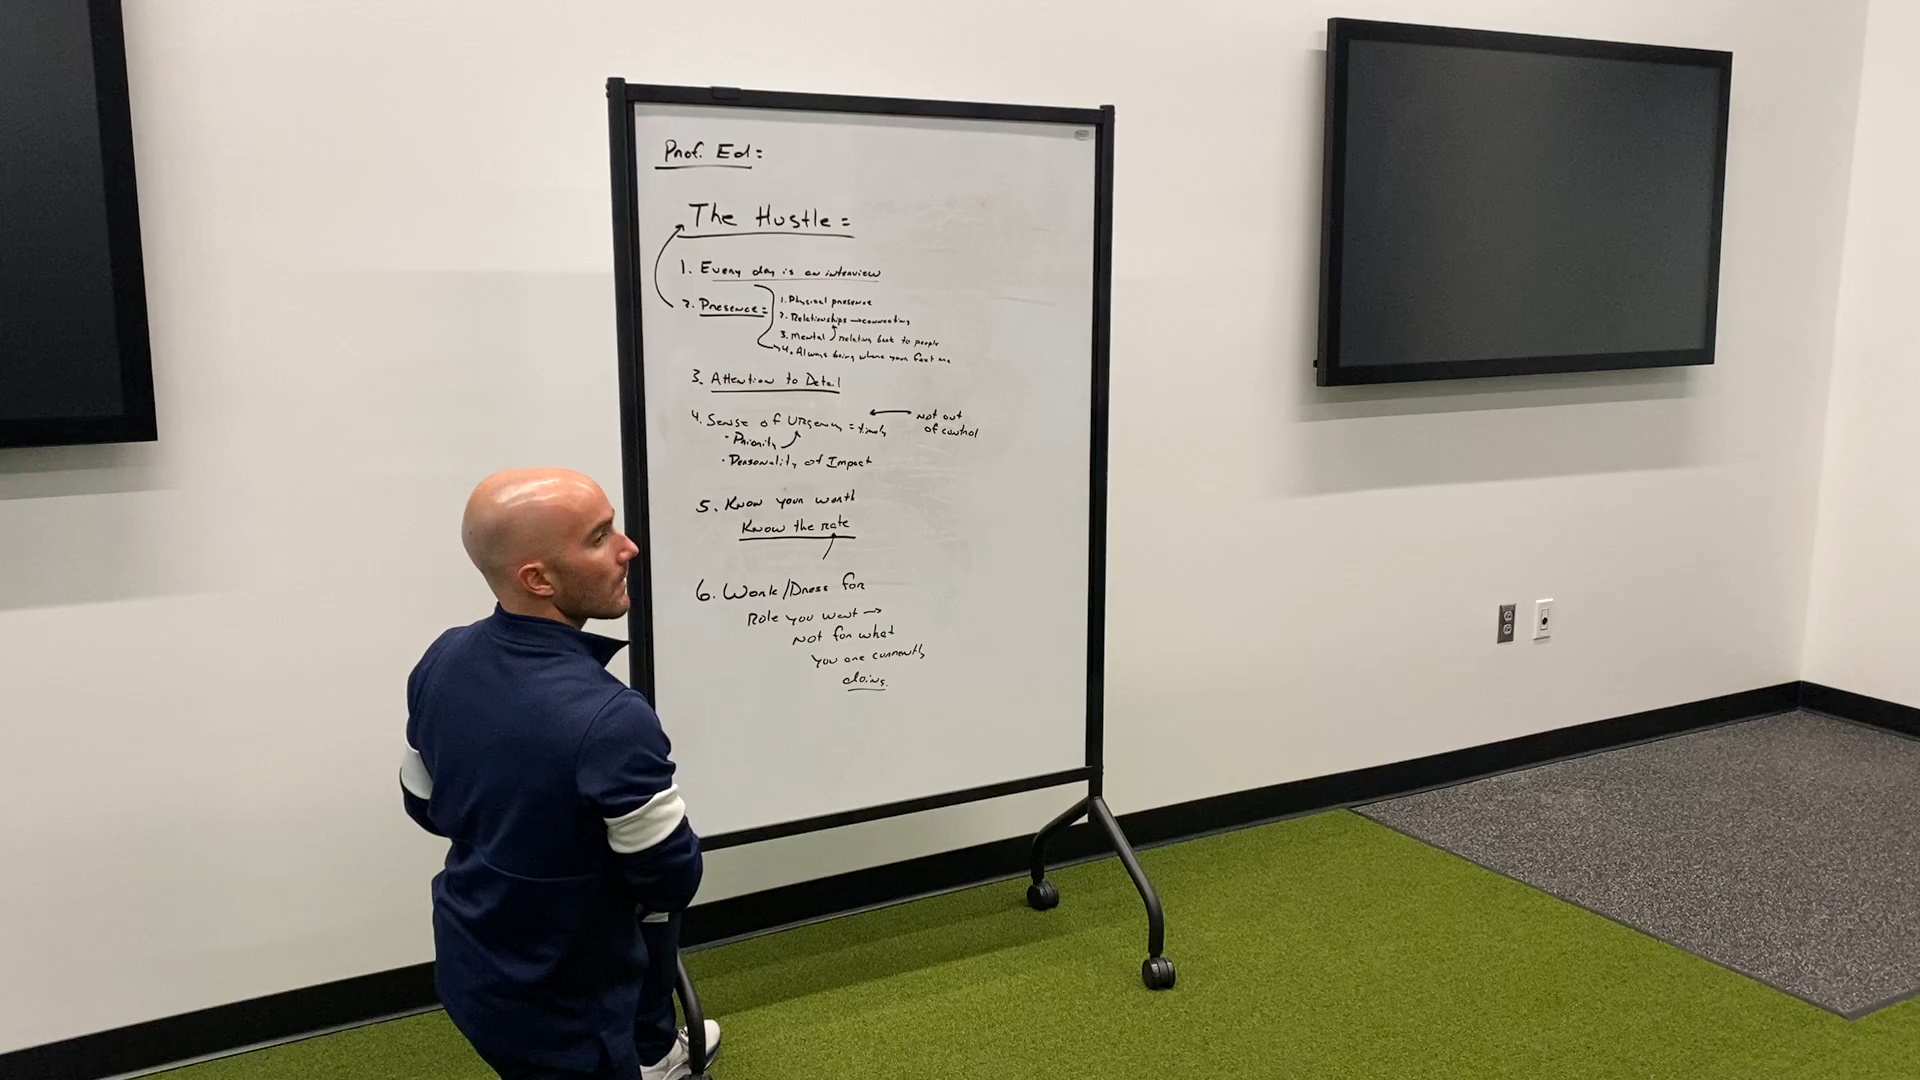 Prof. Ed:
The Hustle:
1. Every day is an interview
2. Presence:
1. Physical presence
2. Relationships → connecting
3. Mental relating back to people
4. Always being where your feet are
3. Attention to Detail
4. Sense of Urgency = timely ← not out of control
• Priority
• Personality of Impact
5. Know your worth
Know the rate
6. Work/Dress for
Role you want →
Not for what
you are currently
doing.